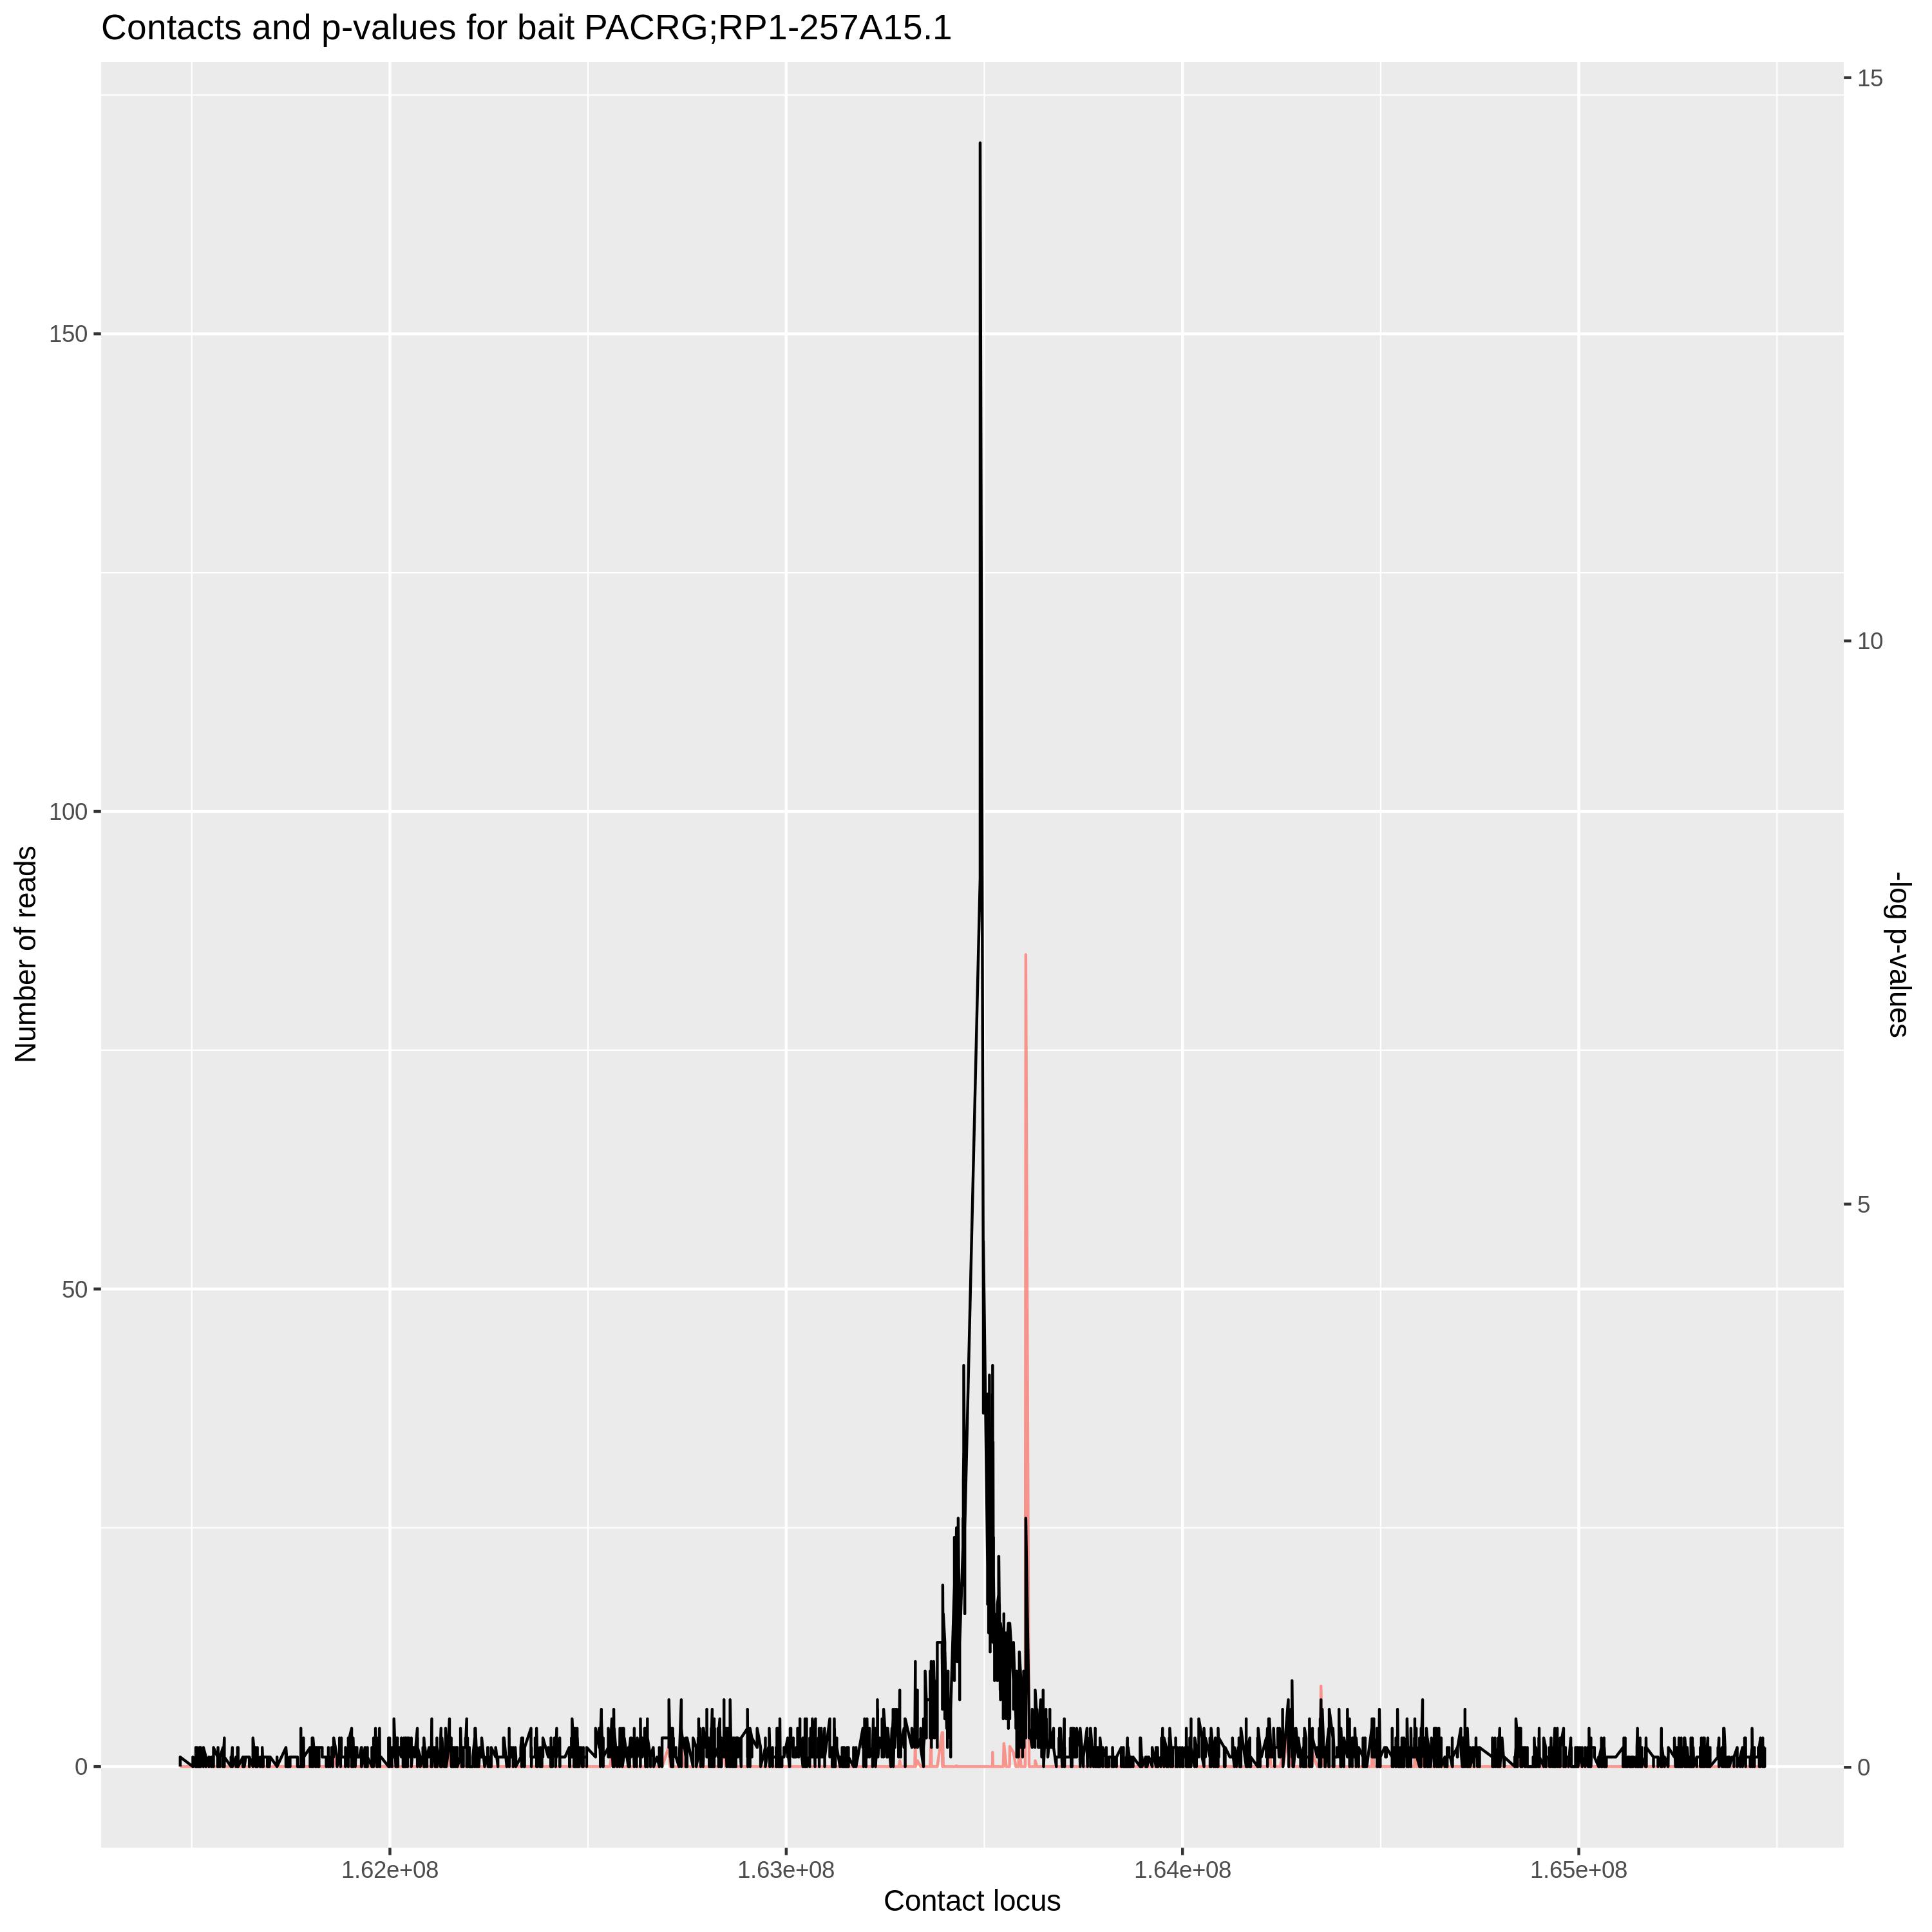 Contacts and p-values for bait PACRG;RP1-257A15.1
Number of reads
150
100
50
0
15
10
5
0
-log p-values
1.62e+08
1.63e+08
1.64e+08
1.65e+08
Contact locus